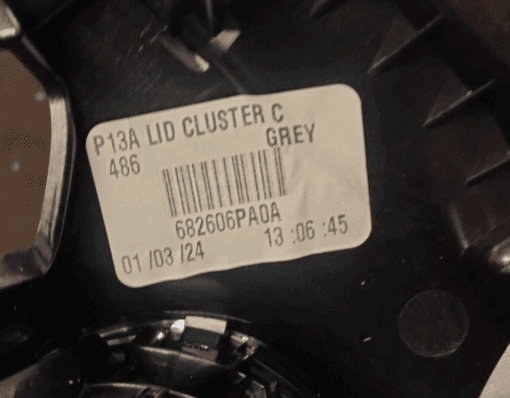 P13A LID CLUSTER C
GREY
486
682606PA0A
01 /03 /24 13 :06 :45